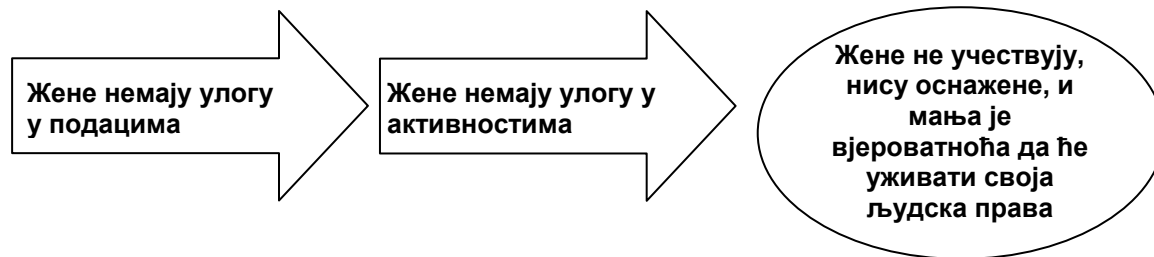 Жене немају улогу
у подацима
Жене немају улогу у
активностима
Жене не учествују,
нису оснажене, и
мања је
вјероватноћа да ће
уживати своја
људска права